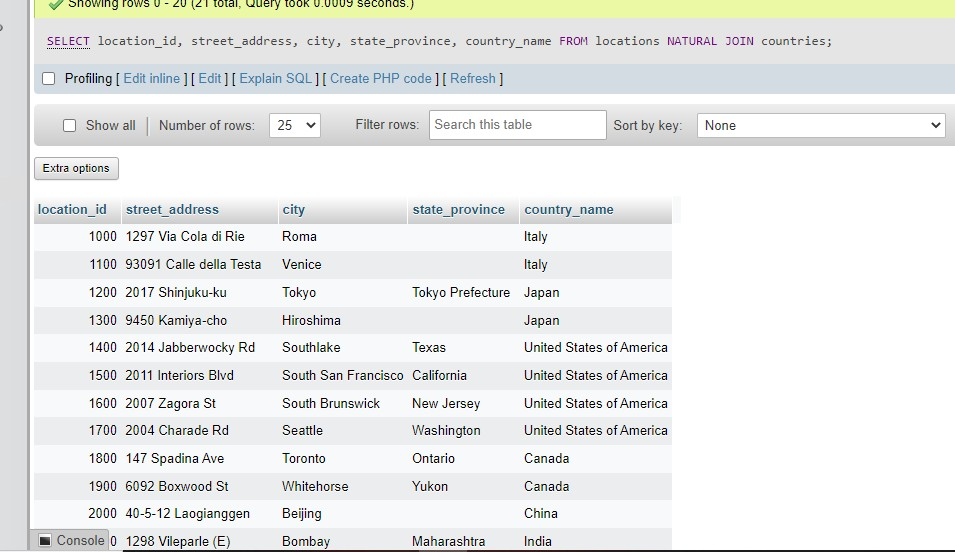 Showing rows 0 - 20 (21 total, Query took 0.0009 seconds.)
SELECT location_id, street_address, city, state_province, country_name FROM locations NATURAL JOIN countries;
Profiling [ Edit inline ] [ Edit ] [ Explain SQL ] [ Create PHP code ] [ Refresh ]
Show all | Number of rows: 25 Filter rows: Search this table Sort by key: None
Extra options
location_id street_address city state_province country_name
1000 1297 Via Cola di Rie Roma Italy
1100 93091 Calle della Testa Venice Italy
1200 2017 Shinjuku-ku Tokyo Tokyo Prefecture Japan
1300 9450 Kamiya-cho Hiroshima Japan
1400 2014 Jabberwocky Rd Southlake Texas United States of America
1500 2011 Interiors Blvd South San Francisco California United States of America
1600 2007 Zagora St South Brunswick New Jersey United States of America
1700 2004 Charade Rd Seattle Washington United States of America
1800 147 Spadina Ave Toronto Ontario Canada
1900 6092 Boxwood St Whitehorse Yukon Canada
2000 40-5-12 Laogianggen Beijing China
Console 0 1298 Vileparle (E) Bombay Maharashtra India